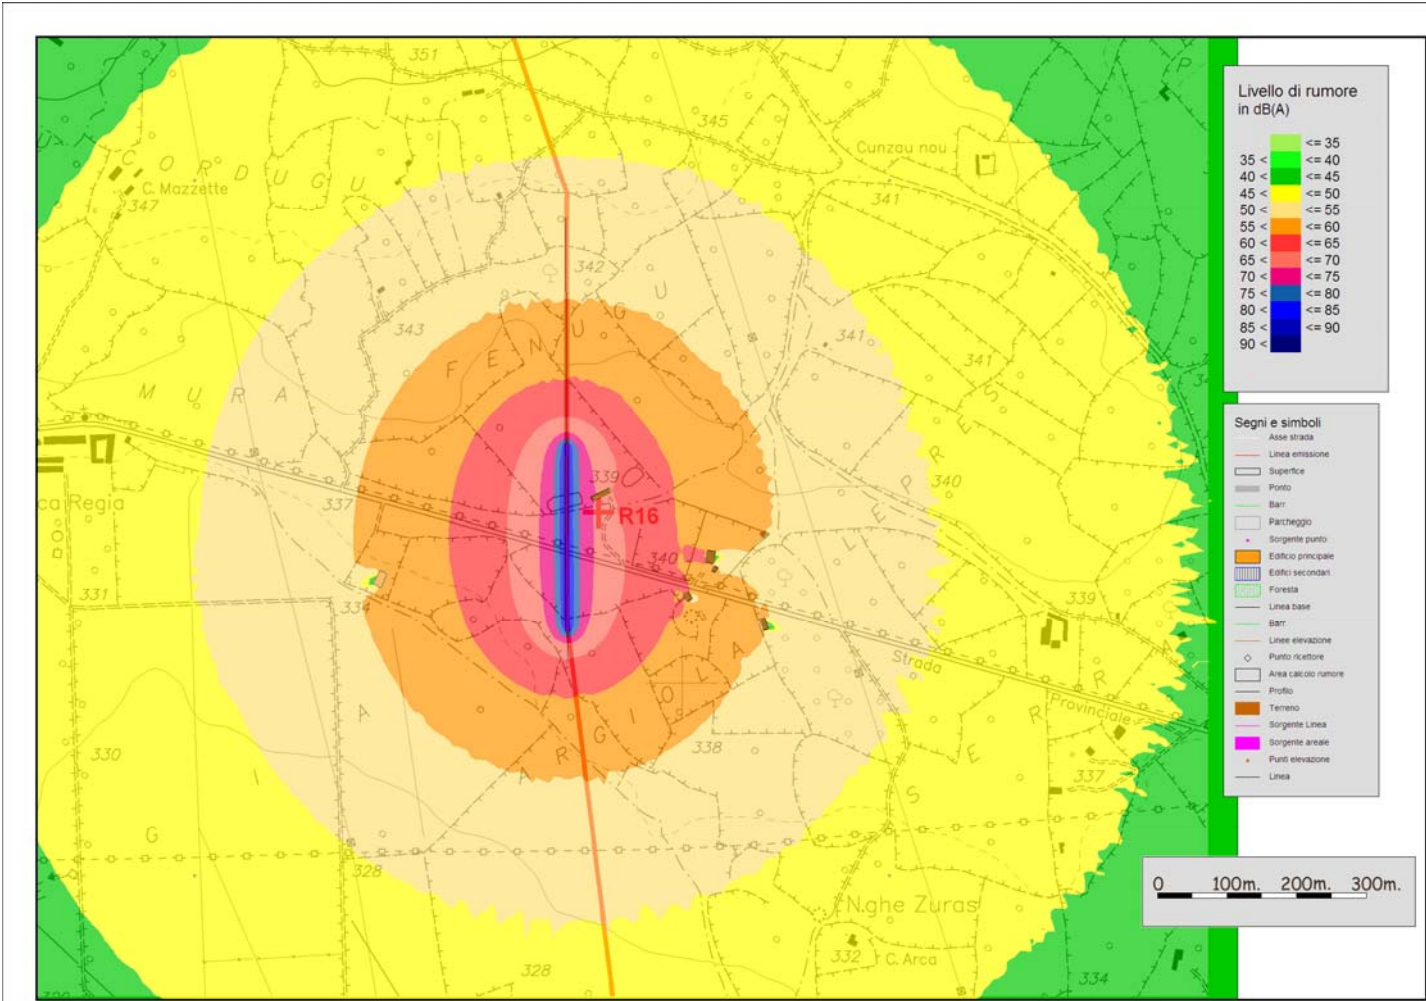 351
345
Cunzau nou
CORDUGU
C. Mazzette
347
341
342
343
FENUGU
341
341
MURA
339
340
337
R16
ca Regia
340
331
334
339
Strada
Provinciale
ARGIOLA
338
330
337
328
N.ghe Zuras
332
C. Arca
328
334
Livello di rumore
in dB(A)
<= 35
35 < <= 40
40 < <= 45
45 < <= 50
50 < <= 55
55 < <= 60
60 < <= 65
65 < <= 70
70 < <= 75
75 < <= 80
80 < <= 85
85 < <= 90
90 <
Segni e simboli
Asse strada
Linea emissione
Superfice
Ponto
Barr
Parcheggio
Sorgente punto
Edificio principale
Edifici secondari
Foresta
Linea base
Barr
Linee elevazione
Punto ricettore
Area calcolo rumore
Profilo
Terreno
Sorgente Linea
Sorgente areale
Punti elevazione
Linea
0 100m. 200m. 300m.